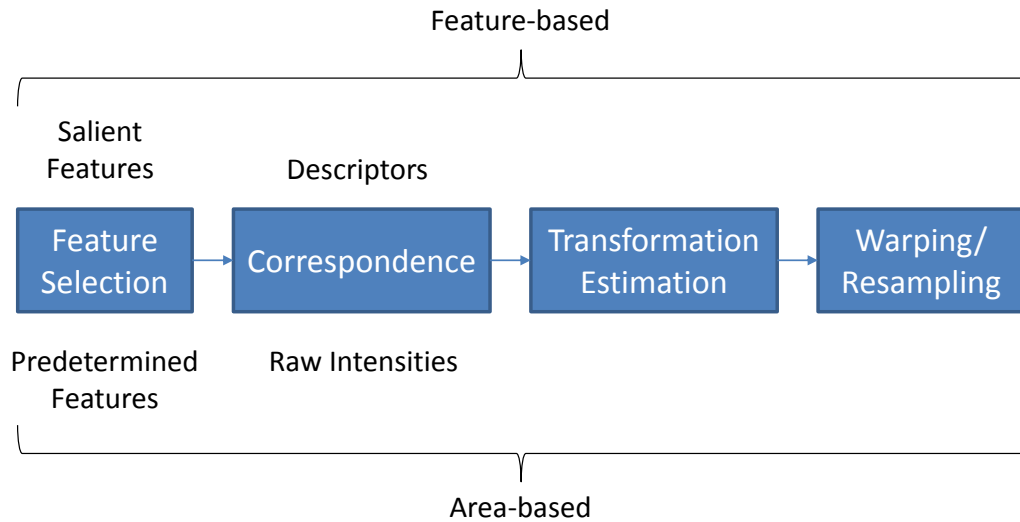 Feature-based
Salient
Features
Descriptors
Feature
Selection
Correspondence
Transformation
Estimation
Warping/
Resampling
Predetermined
Features
Raw Intensities
Area-based